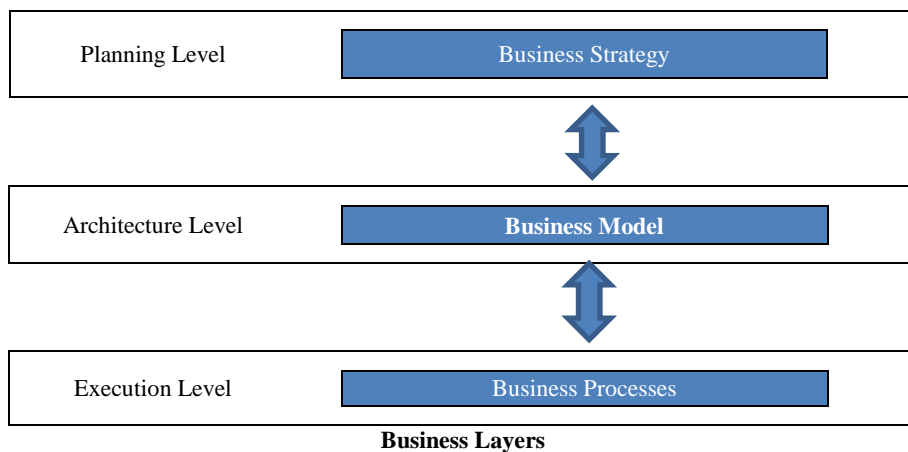 Planning Level
Business Strategy
Architecture Level
Business Model
Execution Level
Business Processes
Business Layers